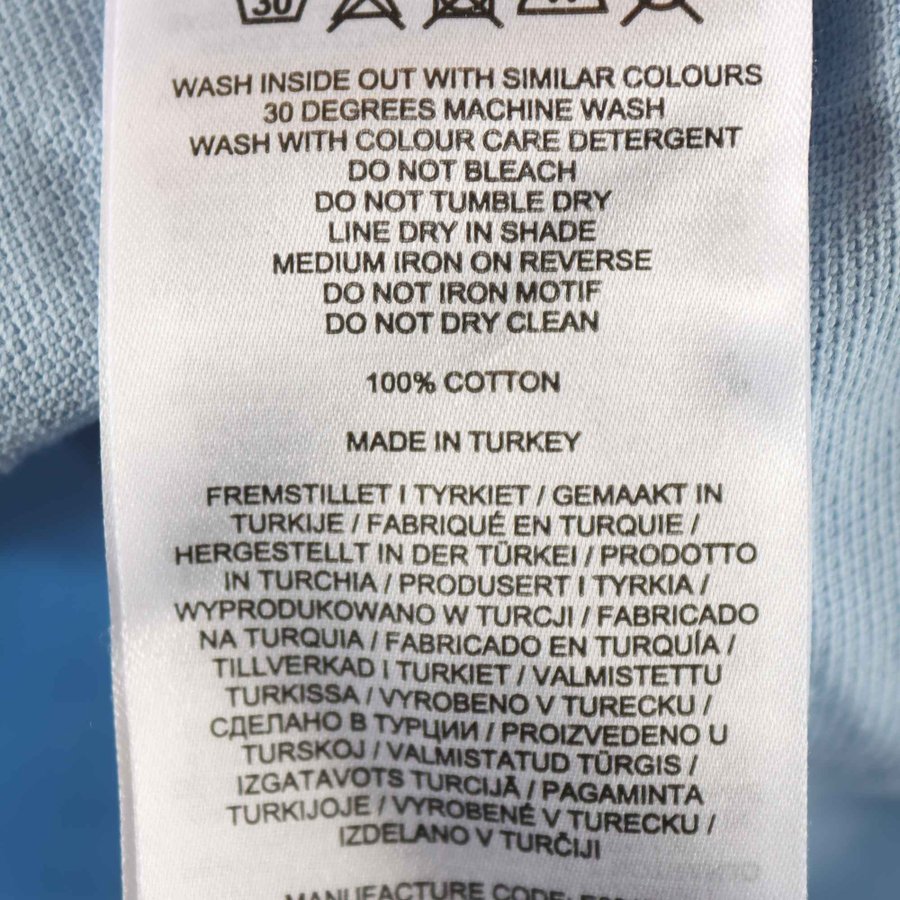 30
WASH INSIDE OUT WITH SIMILAR COLOURS
30 DEGREES MACHINE WASH
WASH WITH COLOUR CARE DETERGENT
DO NOT BLEACH
DO NOT TUMBLE DRY
LINE DRY IN SHADE
MEDIUM IRON ON REVERSE
DO NOT IRON MOTIF
DO NOT DRY CLEAN
100% COTTON
MADE IN TURKEY
FREMSTILLET I TYRKIET / GEMAAKT IN
TURKIJE / FABRIQUÉ EN TURQUIE /
HERGESTELLT IN DER TÜRKEI / PRODOTTO
IN TURCHIA / PRODUSERT I TYRKIA /
WYPRODUKOWANO W TURCJI / FABRICADO
NA TURQUIA / FABRICADO EN TURQUÍA /
TILLVERKAD I TURKIET / VALMISTETTU
TURKISSA / VYROBENO V TURECKU /
СДЕЛАНО В ТУРЦИИ / PROIZVEDENO U
TURSKOJ / VALMISTATUD TÜRGIS /
IZGATAVOTS TURCIJĀ / PAGAMINTA
TURKIJOJE / VYROBENÉ V TURECKU /
IZDELANO V TURČIJI
MANUFACTURE CODE: